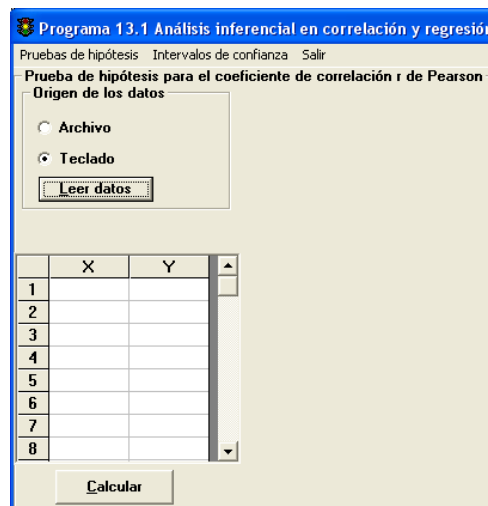 Programa 13.1 Análisis inferencial en correlación y regresión
Pruebas de hipótesis Intervalos de confianza Salir
Prueba de hipótesis para el coeficiente de correlación r de Pearson
Origen de los datos
Archivo
Teclado
Leer datos
X Y
1
2
3
4
5
6
7
8
Calcular